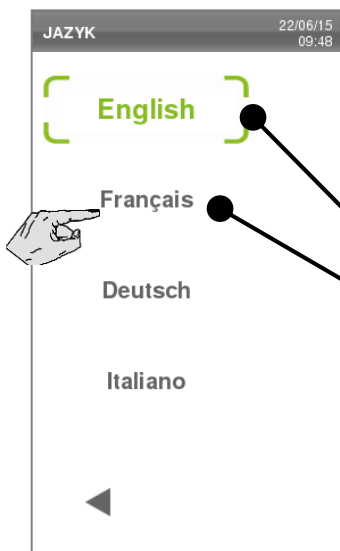 JAZYK
22/06/15
09:48
English
Français
Deutsch
Italiano